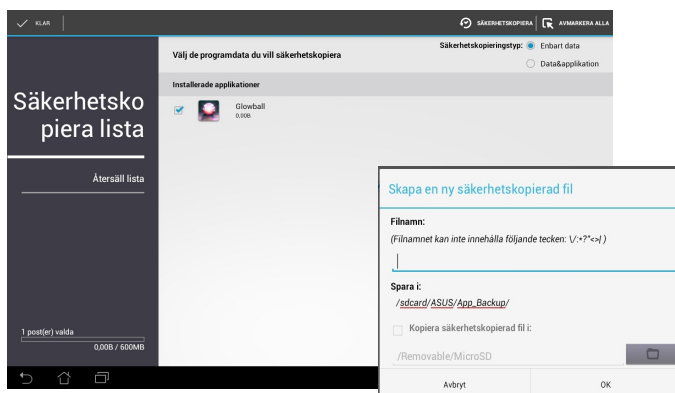 KLAR
SÄKERHETSKOPIERA
AVMARKERA ALLA
Säkerhetsko
piera lista
Återsäll lista
1 post(er) valda
0,00B / 600MB
Välj de programdata du vill säkerhetskopiera
Säkerhetskopieringstyp:
Enbart data
Data&applikation
Installerade applikationer
Glowball
0,00B
Skapa en ny säkerhetskopierad fil
Filnamn:
(Filnamnet kan inte innehålla följande tecken: \/:*?"<>| )
Spara i:
/sdcard/ASUS/App_Backup/
Kopiera säkerhetskopierad fil i:
/Removable/MicroSD
Avbryt
OK